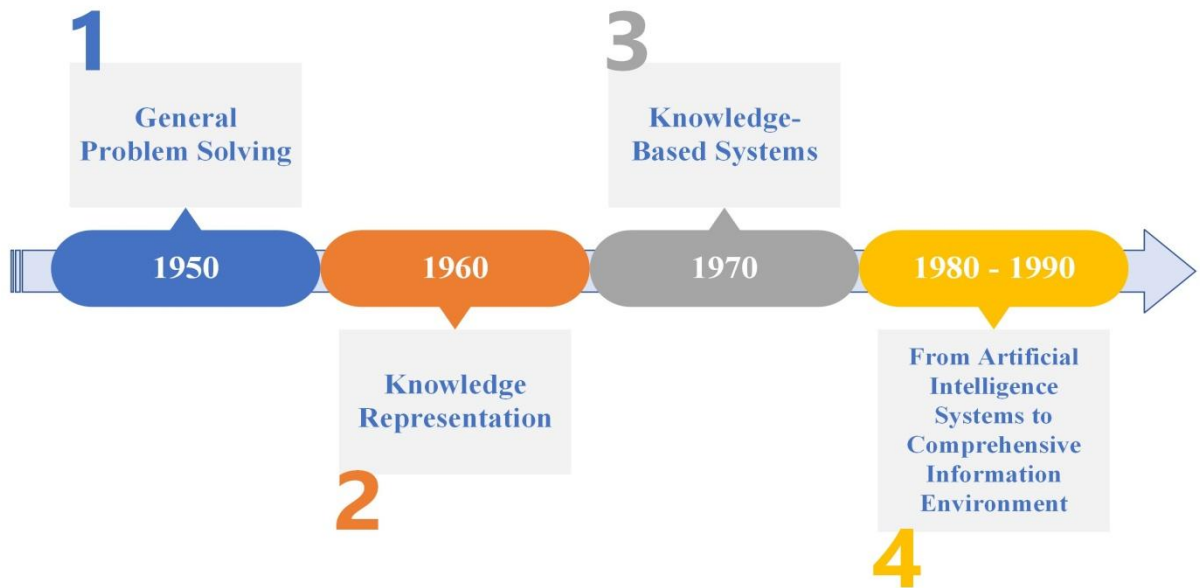 1
General
Problem Solving
1950
1960
Knowledge
Representation
2
3
Knowledge-
Based Systems
1970
1980 - 1990
From Artificial
Intelligence
Systems to
Comprehensive
Information
Environment
4